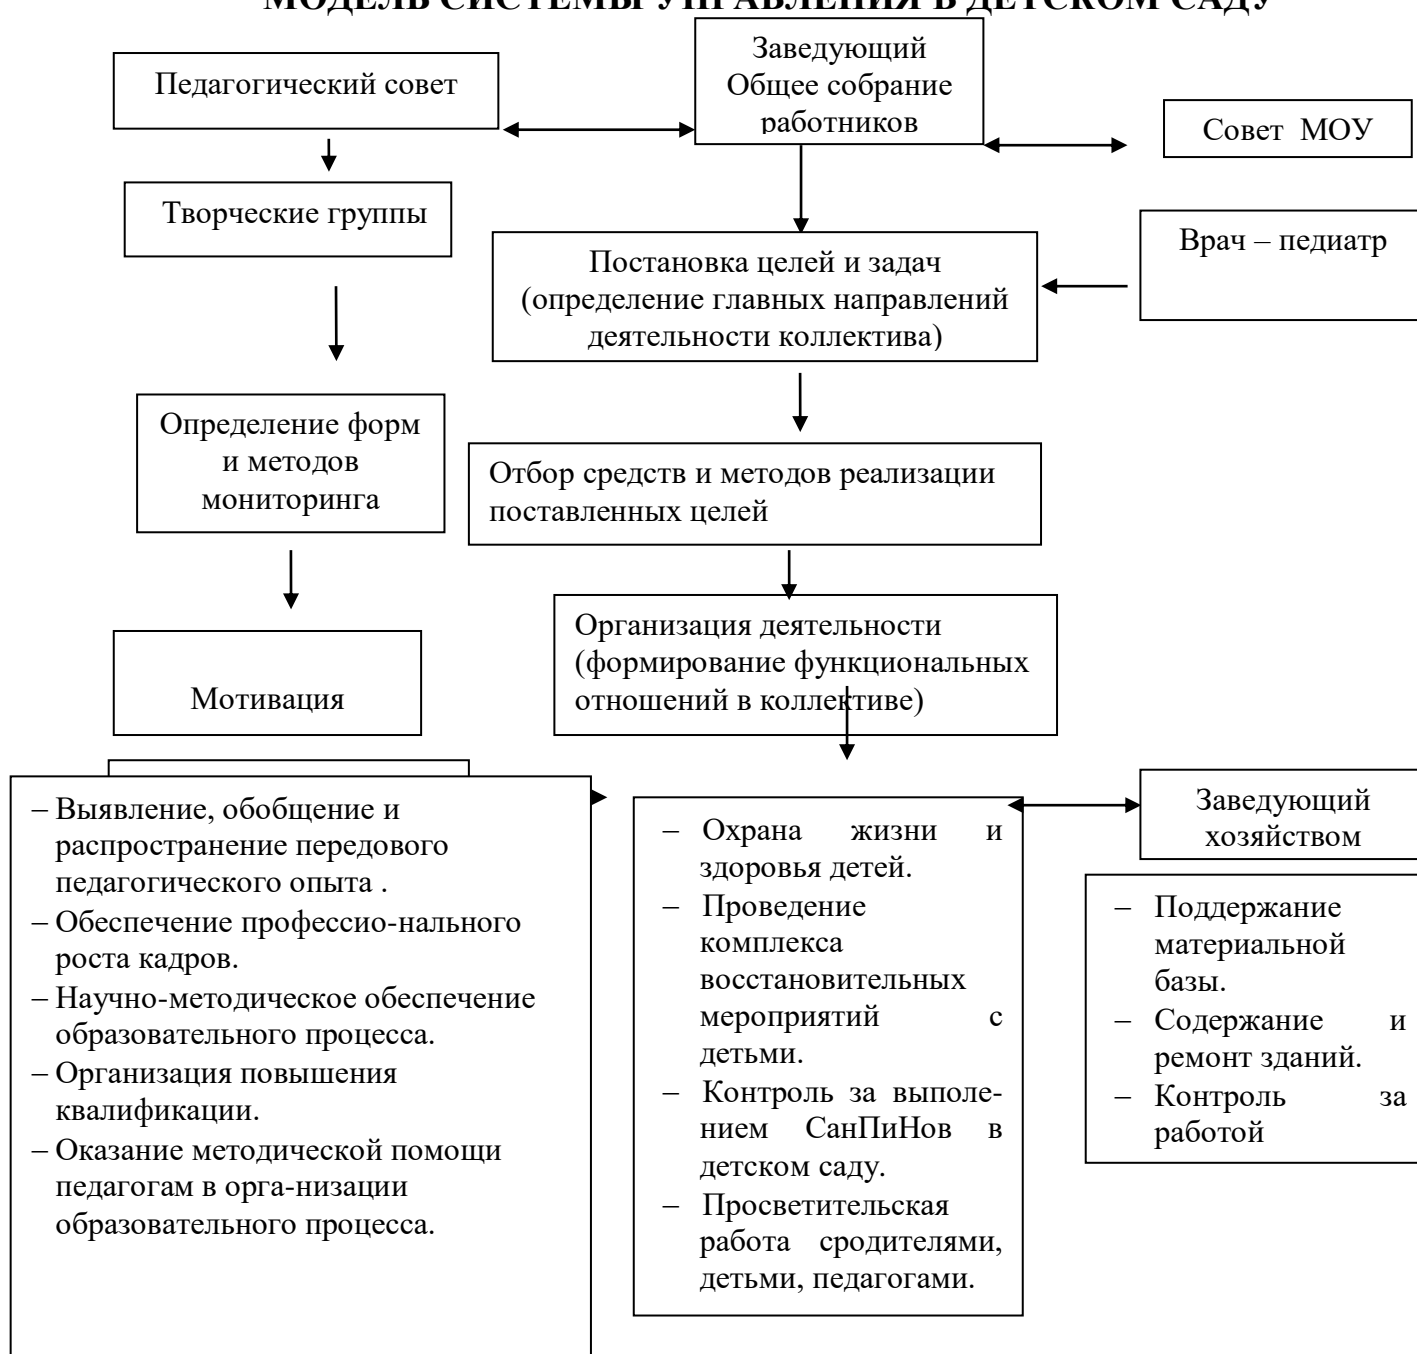 МОДЕЛЬ СИСТЕМЫ УПРАВЛЕНИЯ В ДЕТСКОМ САДУ
Педагогический совет
Заведующий
Общее собрание
работников
Совет МОУ
Творческие группы
Врач – педиатр
Постановка целей и задач
(определение главных направлений
деятельности коллектива)
Определение форм
и методов
мониторинга
Отбор средств и методов реализации
поставленных целей
Мотивация
Организация деятельности
(формирование функциональных
отношений в коллективе)
– Выявление, обобщение и
распространение передового
педагогического опыта .
– Обеспечение профессио-нального
роста кадров.
– Научно-методическое обеспечение
образовательного процесса.
– Организация повышения
квалификации.
– Оказание методической помощи
педагогам в орга-низации
образовательного процесса.
– Охрана жизни и
здоровья детей.
– Проведение
комплекса
восстановительных
мероприятий с
детьми.
– Контроль за выполе-
нием СанПиНов в
детском саду.
– Просветительская
работа сродителями,
детьми, педагогами.
Заведующий
хозяйством
– Поддержание
материальной
базы.
– Содержание и
ремонт зданий.
– Контроль за
работой